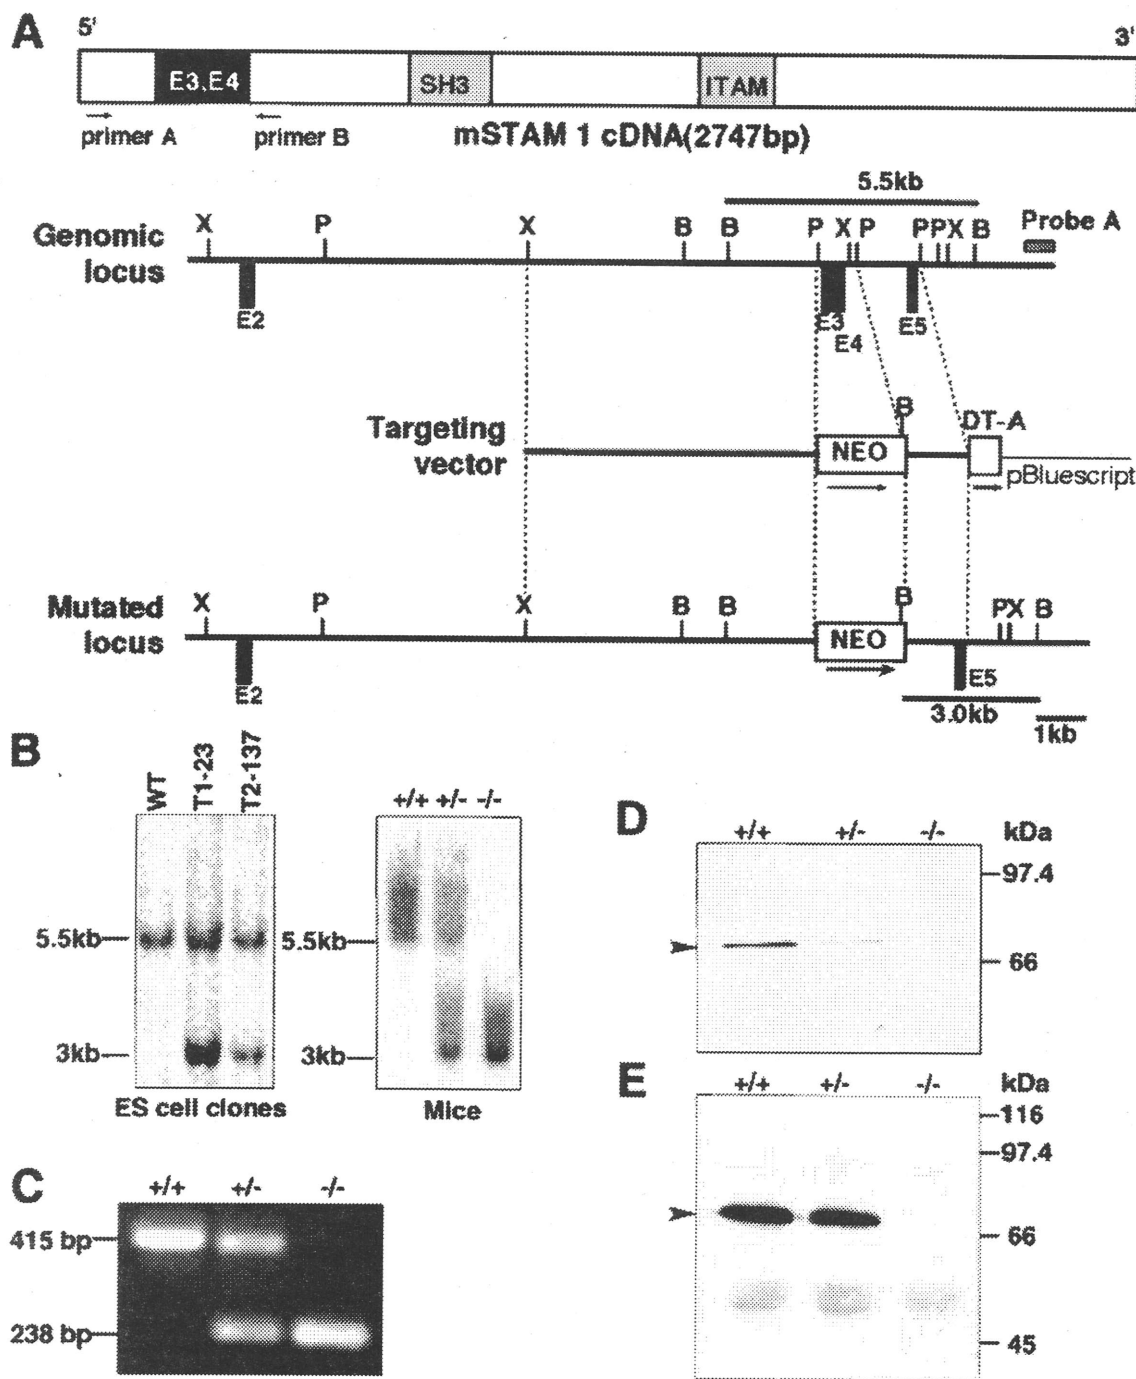 A
5' 3'
E3,E4 SH3 ITAM
primer A primer B mSTAM 1 cDNA(2747bp)
5.5kb
X P X B B P X P P P X B Probe A
Genomic
locus
E2 E3 E5
E4
B
DT-A
Targeting
vector
NEO
pBluescript
X P X B B B P X B
Mutated
locus
NEO
E2 E5
3.0kb
1kb
B
WT T1-23 T2-137
+/+ +/- -/-
5.5kb 5.5kb
3kb 3kb
ES cell clones Mice
C
+/+ +/- -/-
415 bp
238 bp
D
+/+ +/- -/- kDa
97.4
66
E
+/+ +/- -/- kDa
116
97.4
66
45